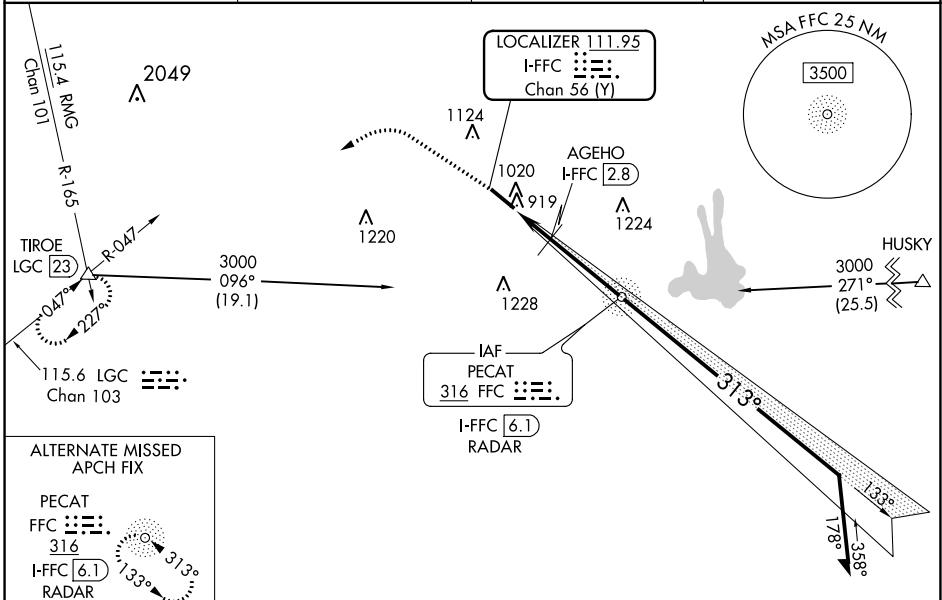 115.4 RMG
Chan 101
R-165
2049
LOCALIZER 111.95
I-FFC
Chan 56 (Y)
MSA FFC 25 NM
3500
1124
1020
919
AGEHO
I-FFC 2.8
1224
1220
TIROE
LGC 23
R-047
3000
096°
(19.1)
HUSKY
3000
271°
(25.5)
047°
227°
1228
115.6 LGC
Chan 103
IAF
PECAT
316 FFC
I-FFC 6.1
RADAR
313°
133°
178°
358°
ALTERNATE MISSED
APCH FIX
PECAT
FFC
316
I-FFC 6.1
RADAR
313°
133°